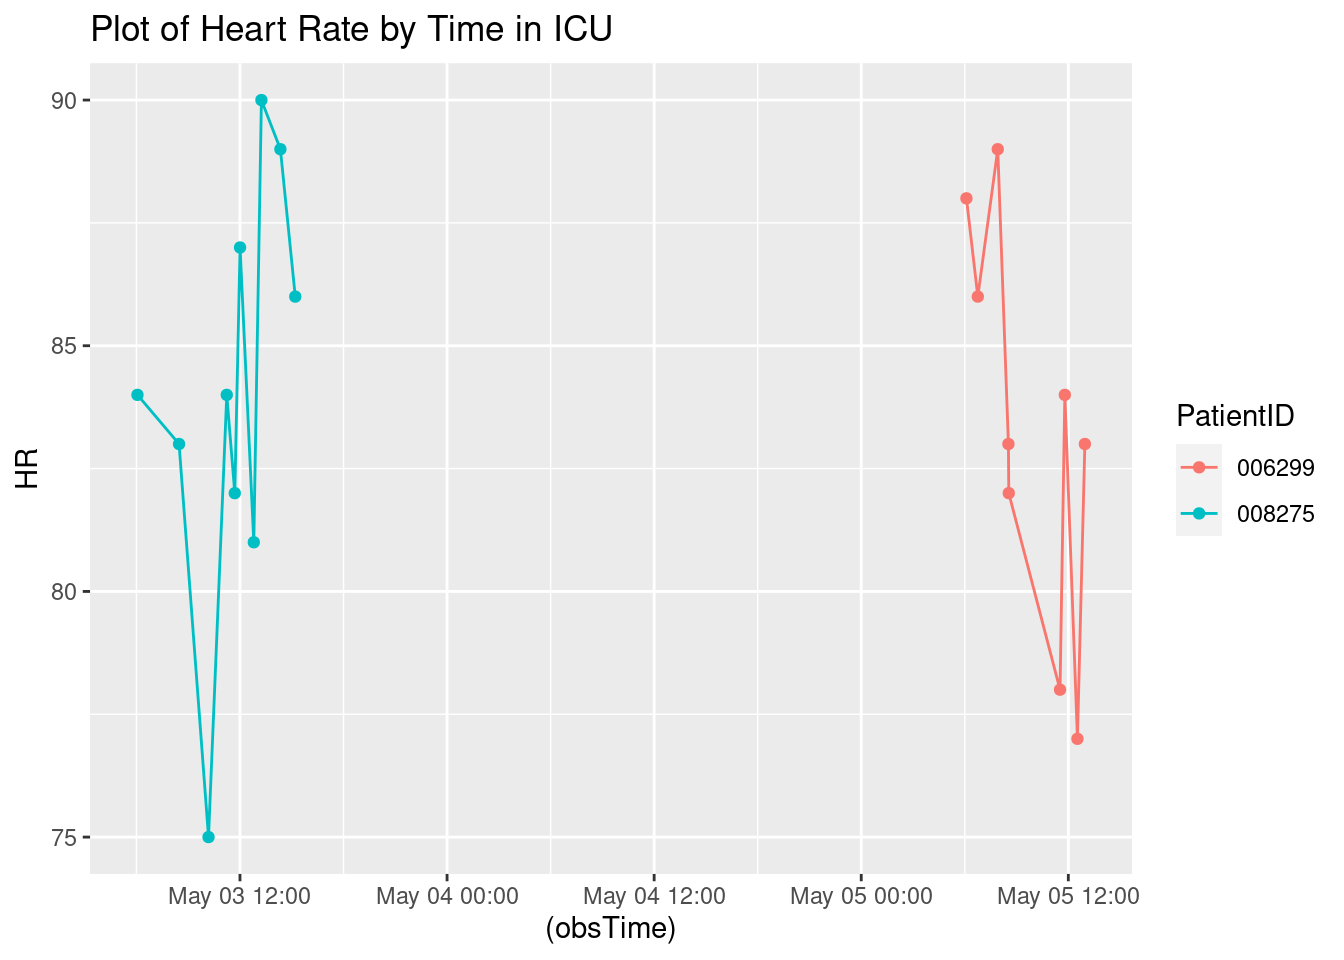 Plot of Heart Rate by Time in ICU
90
85
80
75
HR
May 03 12:00
May 04 00:00
May 04 12:00
May 05 00:00
May 05 12:00
(obsTime)
PatientID
006299
008275